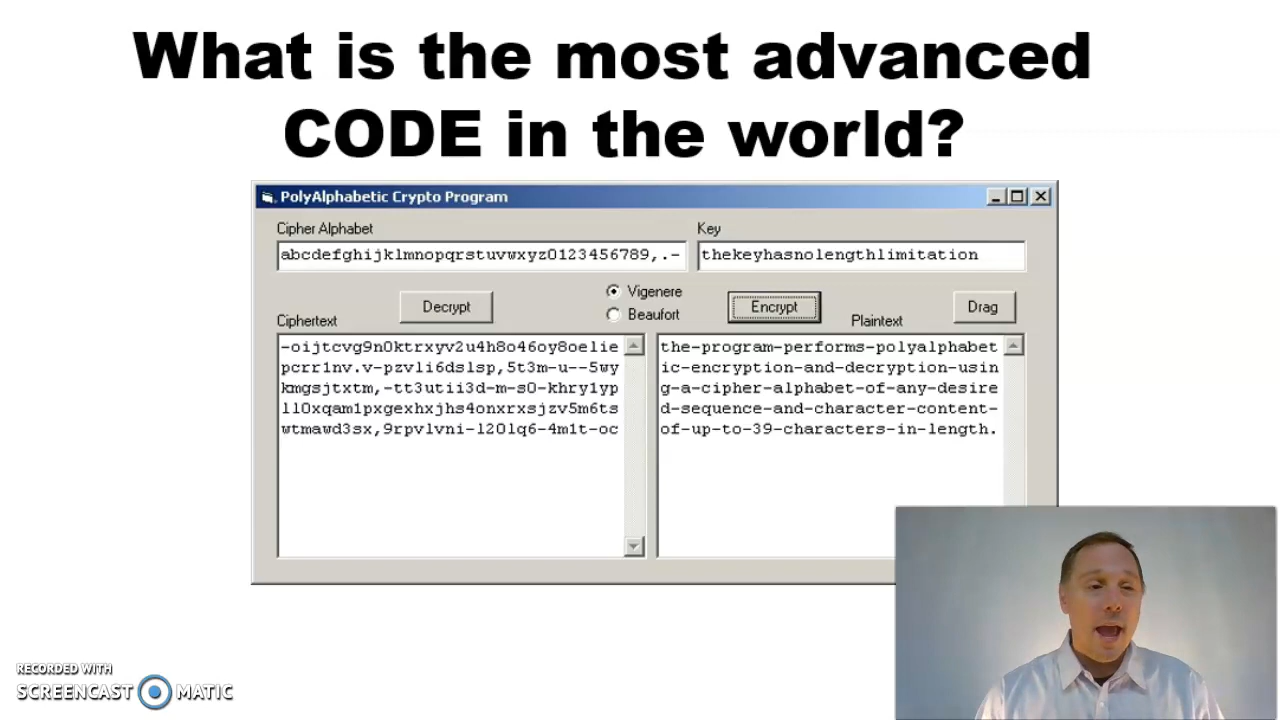 What is the most advanced
CODE in the world?
PolyAlphabetic Crypto Program
Cipher Alphabet
Key
abcdefghijklmnopqrstuvwxyz0123456789,.-
thekeyhasnolengthlimitation
Vigenere
Decrypt
Encrypt
Drag
Beaufort
Ciphertext
Plaintext
-oijtcvg9n0ktrxyv2u4h8o46oy8oelie
pcrr1nv.v-pzvli6dslsp,5t3m-u--5wy
kmgsjtxtm,-tt3utii3d-m-s0-khry1yp
ll0xqam1pxgexhxjhs4onxrxsjzv5m6ts
wtmawd3sx,9rpvlvni-l20lq6-4m1t-oc
the-program-performs-polyalphabet
ic-encryption-and-decryption-usin
g-a-cipher-alphabet-of-any-desire
d-sequence-and-character-content-
of-up-to-39-characters-in-length.
RECORDED WITH
SCREENCAST MATIC